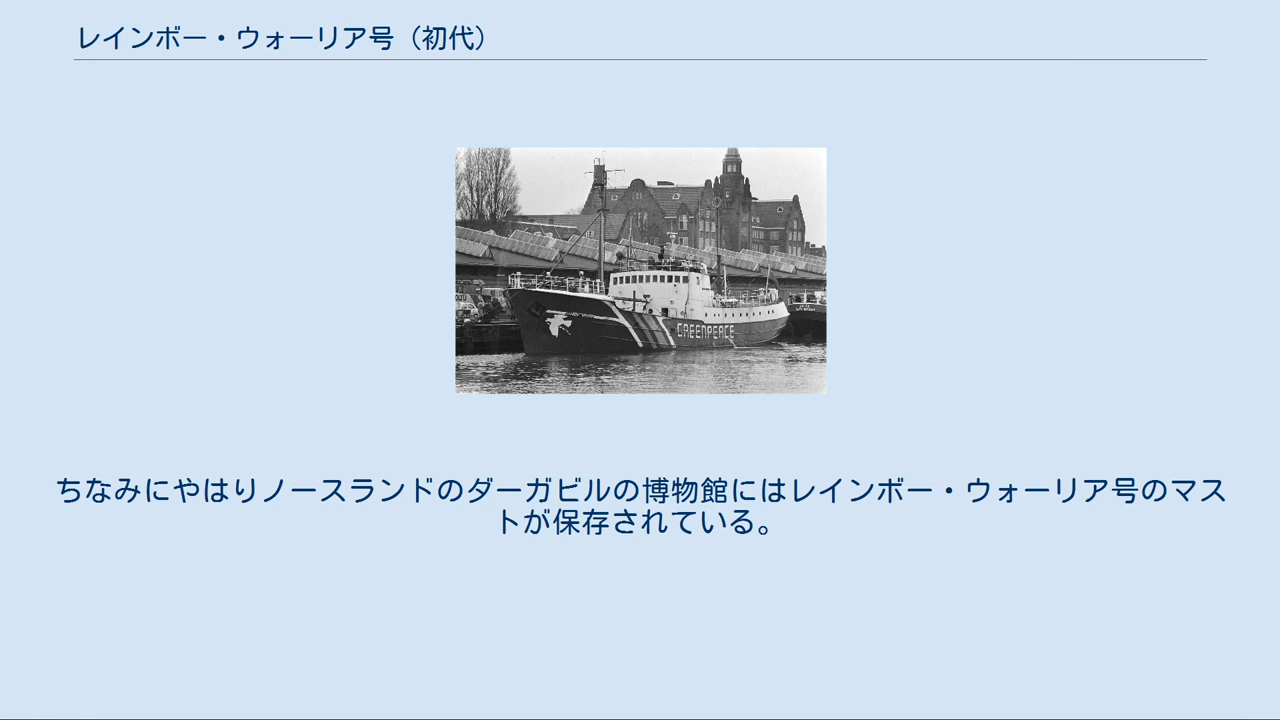 レインボー・ウォーリア号（初代）
GREENPEACE
ちなみにやはりノースランドのダーガビルの博物館にはレインボー・ウォーリア号のマス
トが保存されている。